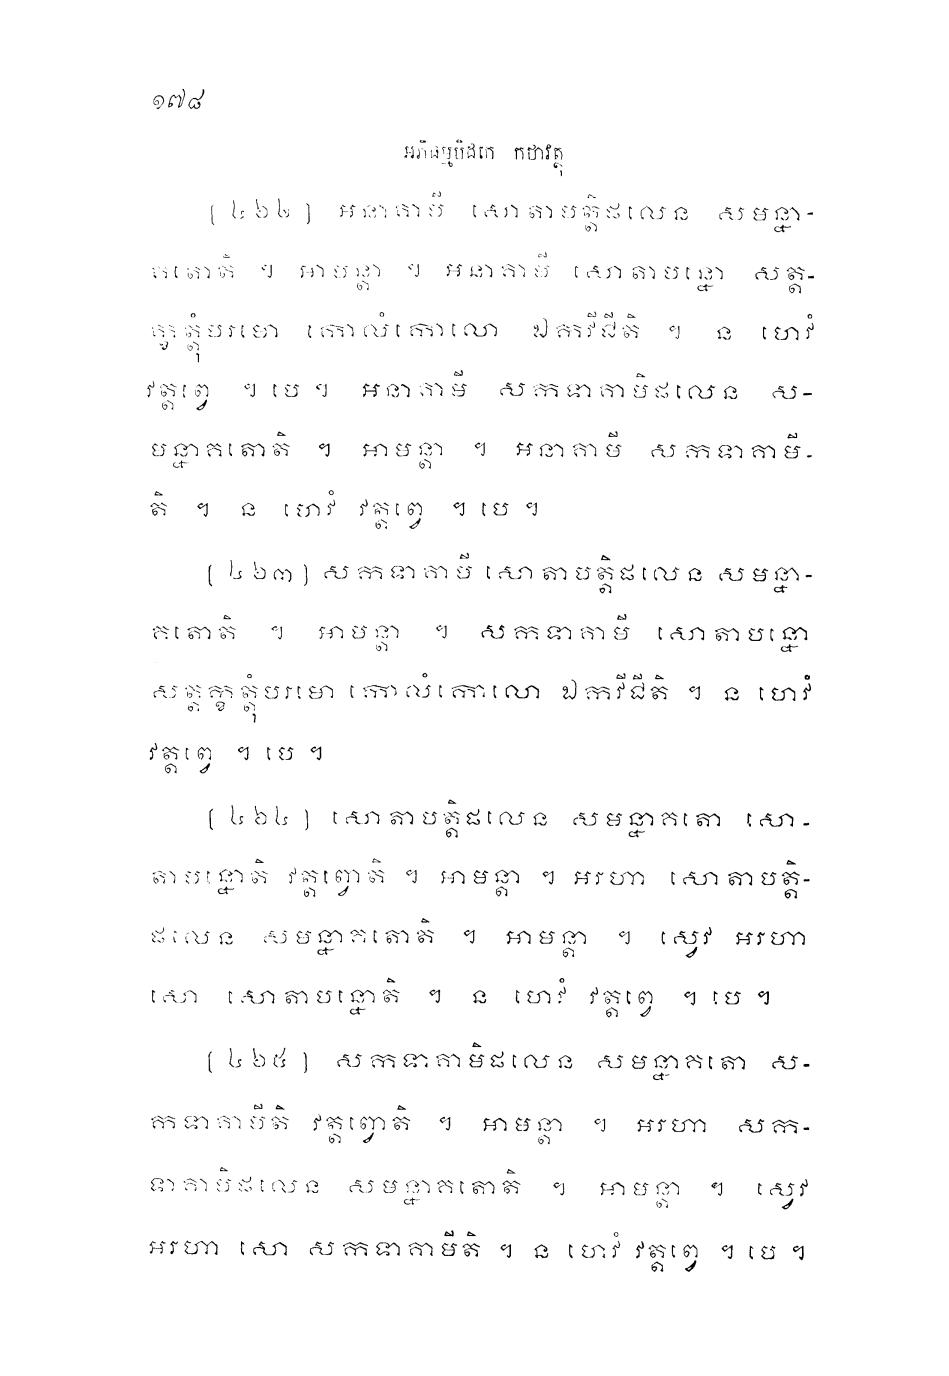 ១៧៨
អភិធម្មបិដកេ កថាវត្ថុ
[ ៤៦២ ] អនាគាមី សោតាបត្តិផលេន សមន្នា-
គតោតិ ។ អាមន្តា ។ អនាគាមី សោតាបន្នោ សត្ត-
ក្ខត្តុំបរមោ កោលំកោលោ ឯកវីជីតិ ។ ន ហេវំ
វត្តព្វេ ។ បេ ។ អនាគាមី សកទាគាមិផលេន ស-
មន្នាគតោតិ ។ អាមន្តា ។ អនាគាមី សកទាគាមី-
តិ ។ ន ហេវំ វត្តព្វេ ។ បេ ។
[ ៤៦៣ ] សកទាគាមី សោតាបត្តិផលេន សមន្នា-
គតោតិ ។ អាមន្តា ។ សកទាគាមី សោតាបន្នោ
សត្តក្ខត្តុំបរមោ កោលំកោលោ ឯកវីជីតិ ។ ន ហេវំ
វត្តព្វេ ។ បេ ។
[ ៤៦៤ ] សោតាបត្តិផលេន សមន្នាគតោ សោ-
តាបន្នោតិ វត្តព្វោតិ ។ អាមន្តា ។ អរហា សោតាបត្តិ-
ផលេន សមន្នាគតោតិ ។ អាមន្តា ។ ស្វេវ អរហា
សោ សោតាបន្នោតិ ។ ន ហេវំ វត្តព្វេ ។ បេ ។
[ ៤៦៥ ] សកទាគាមិផលេន សមន្នាគតោ ស-
កទាគាមីតិ វត្តព្វោតិ ។ អាមន្តា ។ អរហា សក-
ទាគាមិផលេន សមន្នាគតោតិ ។ អាមន្តា ។ ស្វេវ
អរហា សោ សកទាគាមីតិ ។ ន ហេវំ វត្តព្វេ ។ បេ ។